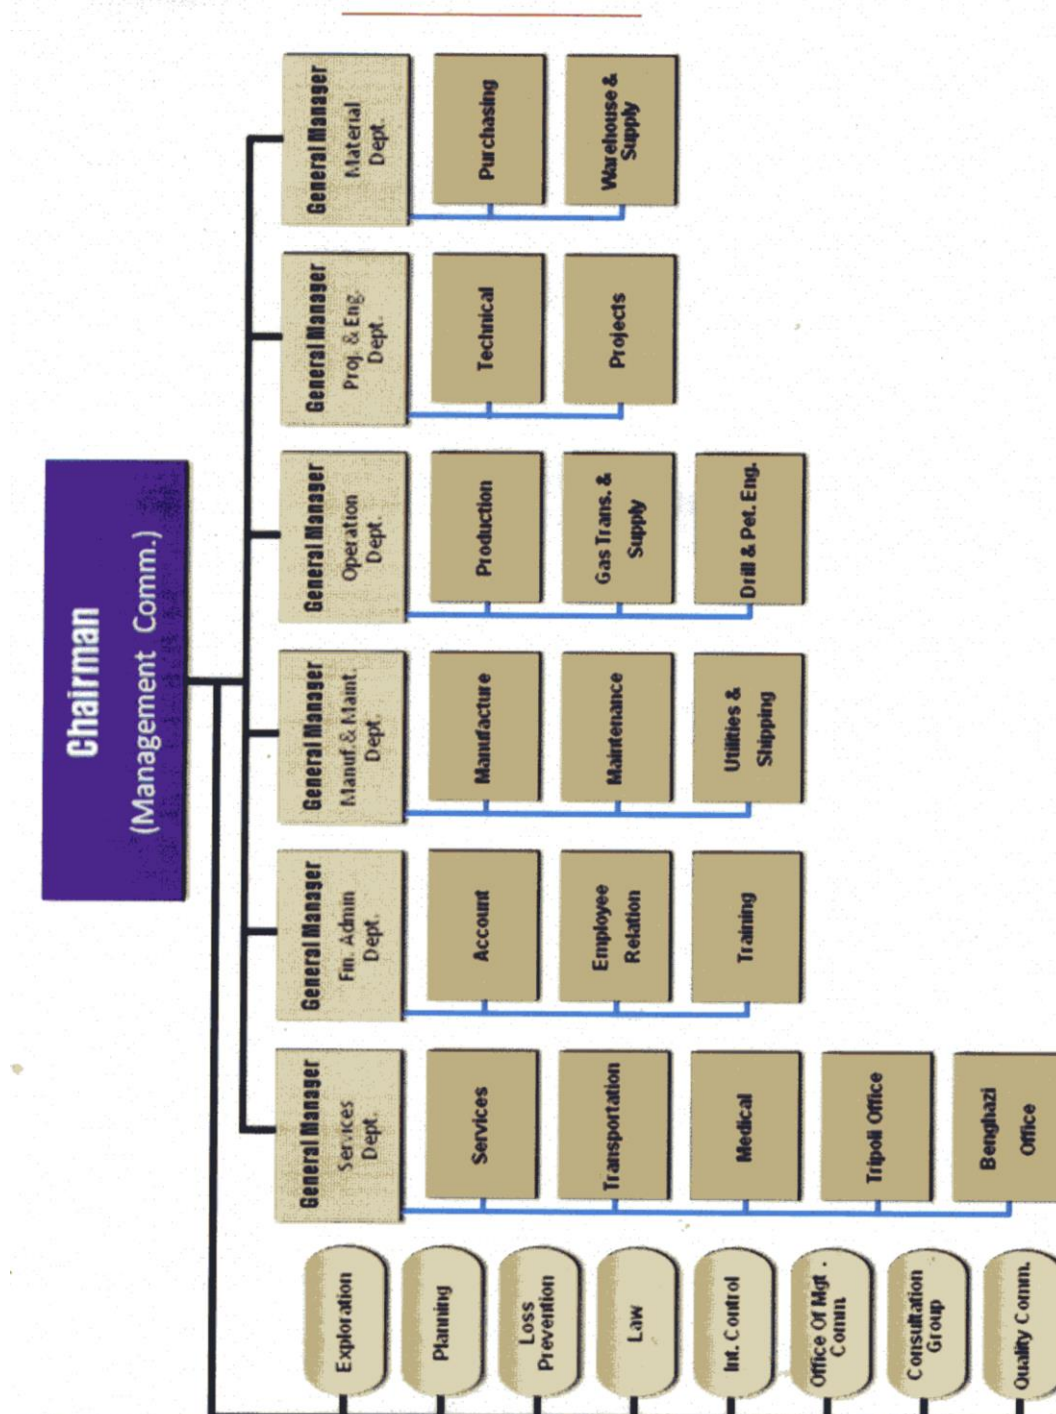 Chairman
(Management Comm.)
Exploration
Planning
Loss
Prevention
Law
Int. Control
Office Of Mgt .
Comm.
Consultation
Group
Quality Comm.
General Manager
Services
Dept.
Services
Transportation
Medical
Tripoli Office
Benghazi
Office
General Manager
Fin. Admin
Dept.
Account
Employee
Relation
Training
General Manager
Manuf.& Maint.
Dept.
Manufacture
Maintenance
Utilities &
Shipping
General Manager
Operation
Dept.
Production
Gas Trans. &
Supply
Drill & Pet. Eng.
General Manager
Proj. & Eng.
Dept.
Technical
Projects
General Manager
Material
Dept.
Purchasing
Warehouse &
Supply